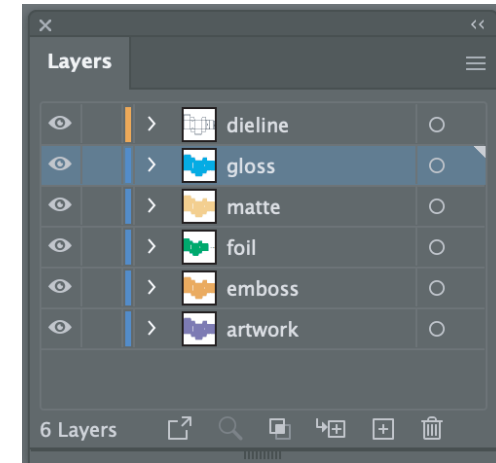 Layers
dieline
gloss
matte
foil
emboss
artwork
6 Layers